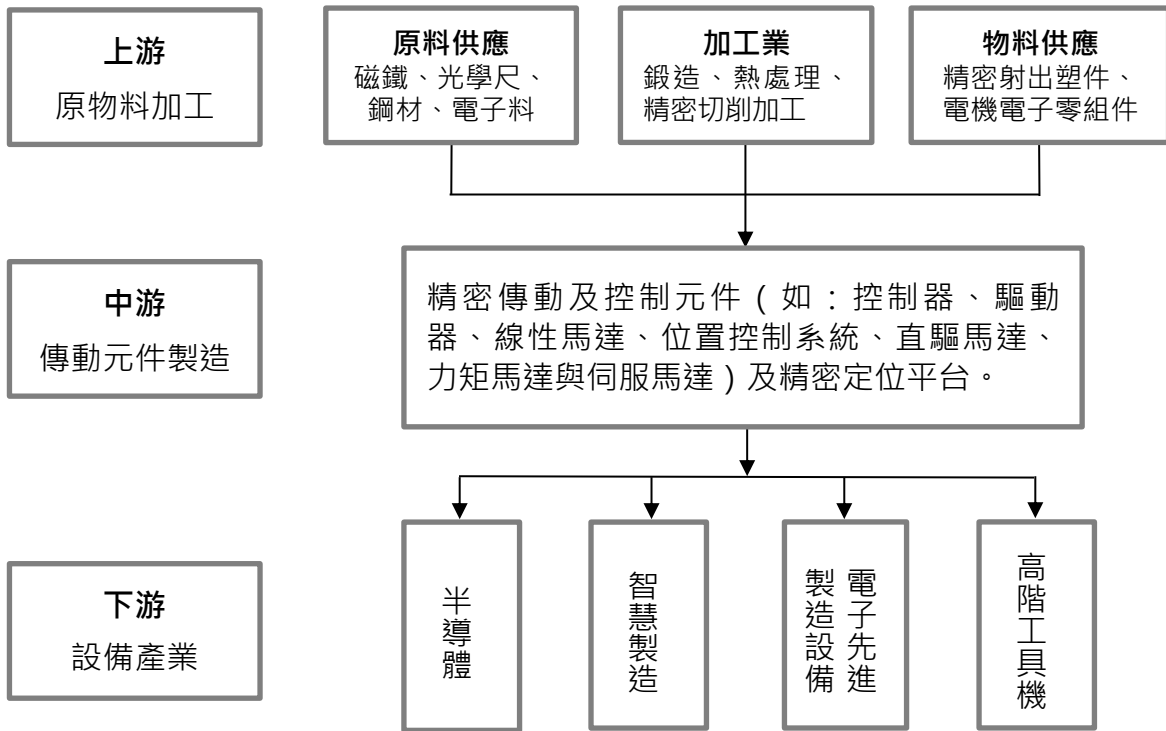 上游
原物料加工
原料供應
磁鐵、光學尺、
鋼材、電子料
加工業
鍛造、熱處理、
精密切削加工
物料供應
精密射出塑件、
電機電子零組件
中游
傳動元件製造
精密傳動及控制元件（如：控制器、驅動
器、線性馬達、位置控制系統、直驅馬達、
力矩馬達與伺服馬達）及精密定位平台。
下游
設備產業
半導體
智慧製造
電子先進
製造設備
高階工具機